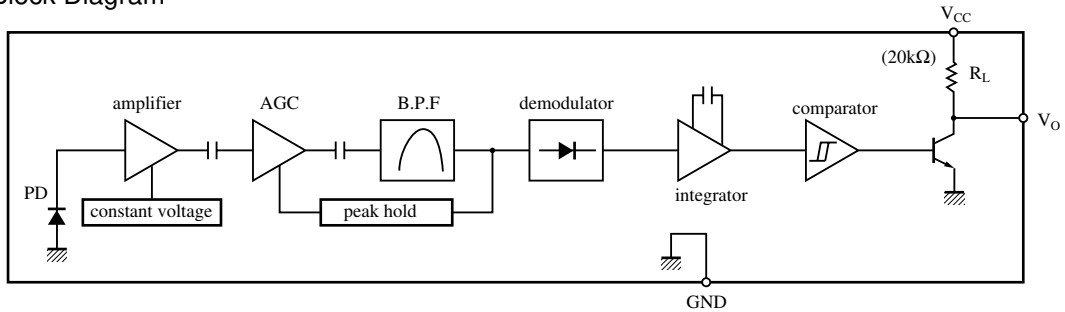 Block Diagram
V_CC
(20kΩ)
R_L
amplifier
AGC
B.P.F
demodulator
comparator
V_O
PD
constant voltage
peak hold
integrator
GND